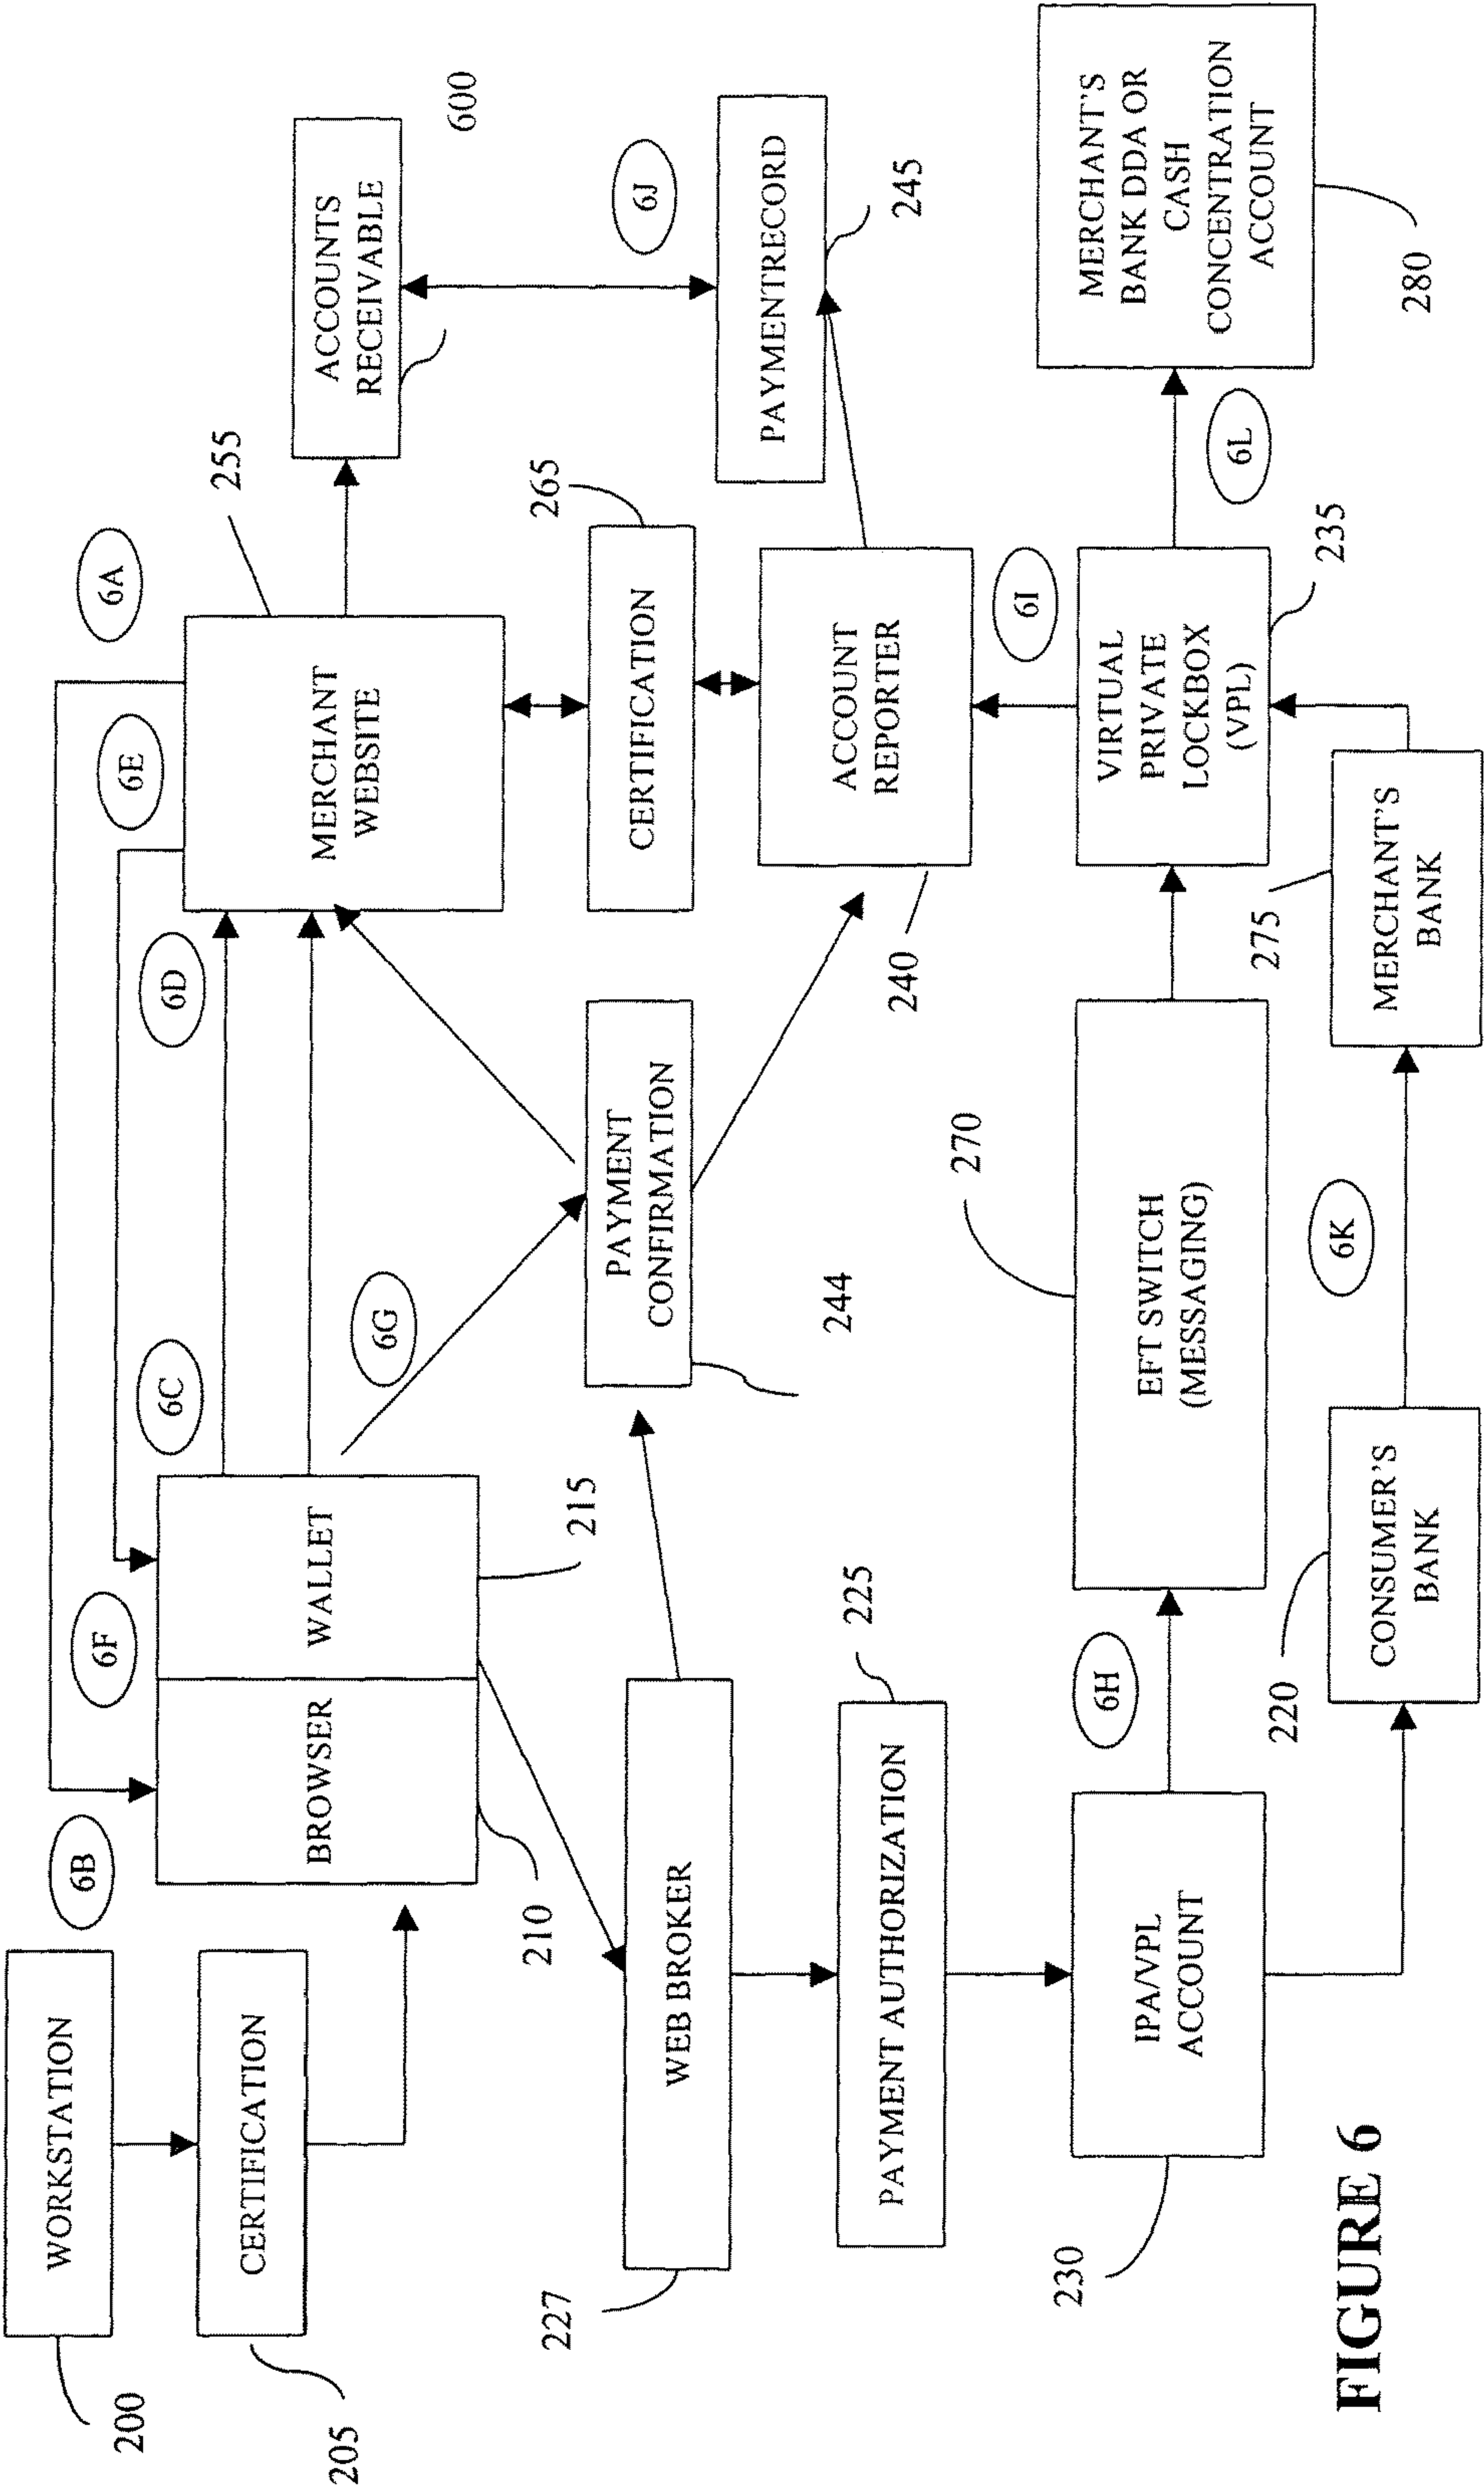 WORKSTATION
200
CERTIFICATION
205
6B
6F
BROWSER
WALLET
210
215
6C
6D
6E
6A
MERCHANT
WEBSITE
255
ACCOUNTS
RECEIVABLE
600
6G
PAYMENT
CONFIRMATION
244
CERTIFICATION
265
6J
PAYMENTRECORD
245
WEB BROKER
227
ACCOUNT
REPORTER
240
PAYMENT AUTHORIZATION
225
6I
270
IPA/VPL
ACCOUNT
230
6H
EFT SWITCH
(MESSAGING)
VIRTUAL
PRIVATE
LOCKBOX
(VPL)
235
6L
MERCHANT'S
BANK DDA OR
CASH
CONCENTRATION
ACCOUNT
280
220
CONSUMER'S
BANK
6K
275
MERCHANT'S
BANK
FIGURE 6